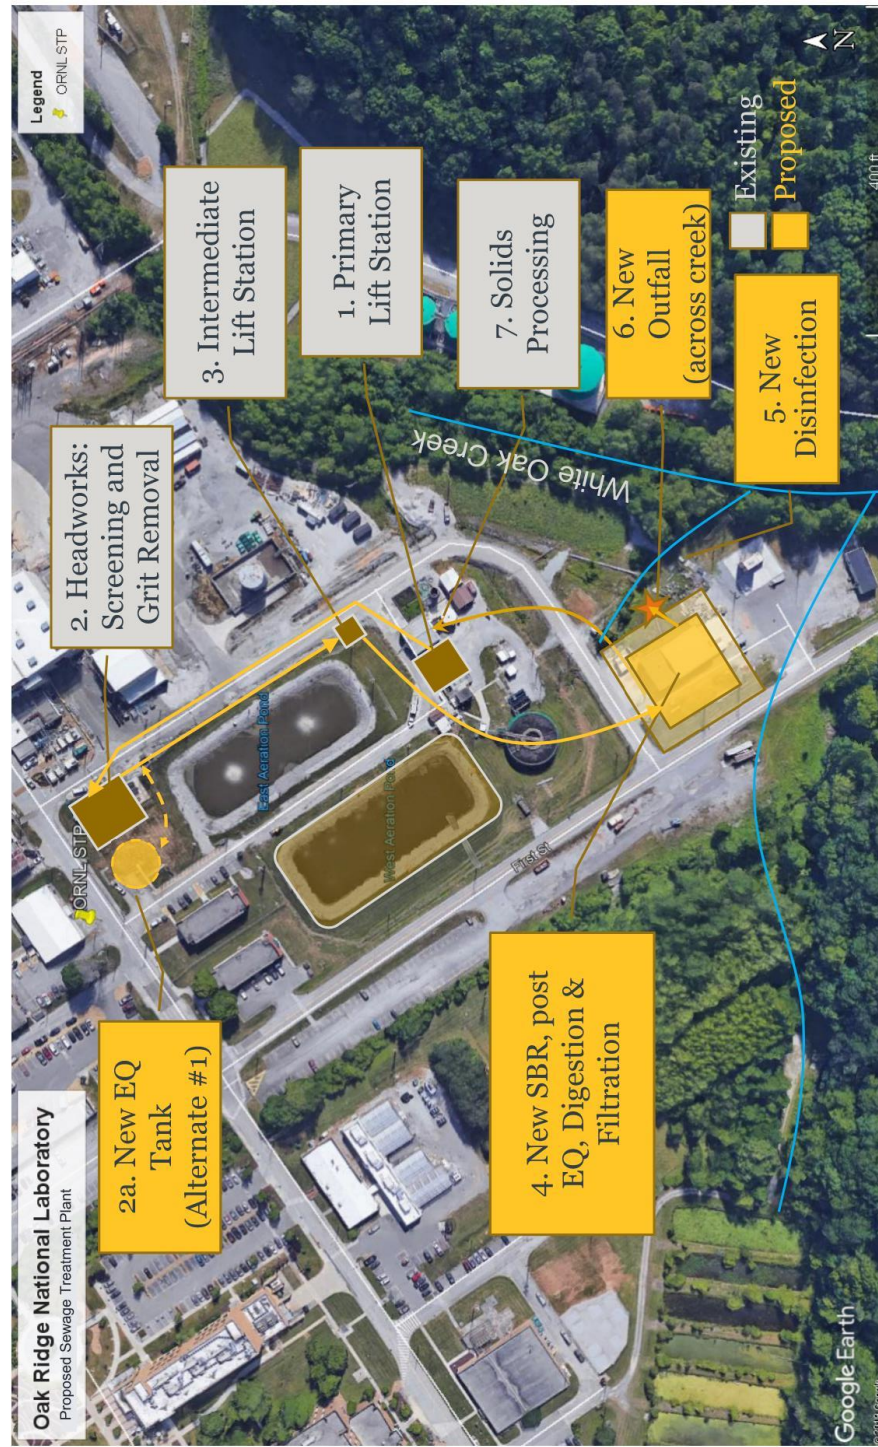 Oak Ridge National Laboratory
Proposed Sewage Treatment Plant
Legend
ORNL STP
ORNL STP
2a. New EQ
Tank
(Alternate #1)
2. Headworks:
Screening and
Grit Removal
3. Intermediate
Lift Station
1. Primary
Lift Station
7. Solids
Processing
East Aeration Pond
West Aeration Pond
First St
White Oak Creek
4. New SBR, post
EQ, Digestion &
Filtration
6. New
Outfall
(across creek)
5. New
Disinfection
Existing
Proposed
N
Google Earth
400 ft